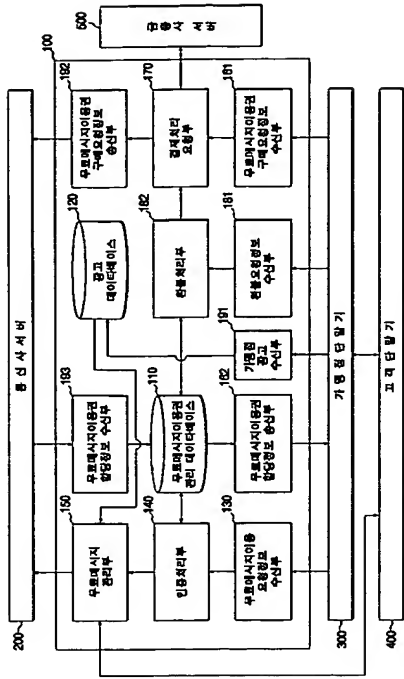 200
통신사서버
100
600
금융사 서버
150
무료메시지
관리부
193
무료메시지이용권
할당정보 수신부
120
광고
데이타베이스
192
무료메시지이용권
구매요청정보
송신부
140
인증처리부
110
무료메시지이용권
관리 데이타베이스
182
환불처리부
170
결제처리
요청부
130
무료메시지이용
요청정보
수신부
162
무료메시지이용권
할당정보 송신부
191
가맹점
광고
수신부
181
환불요청정보
수신부
161
무료메시지이용권
구매요청정보
수신부
300
가맹점단말기
400
고객단말기